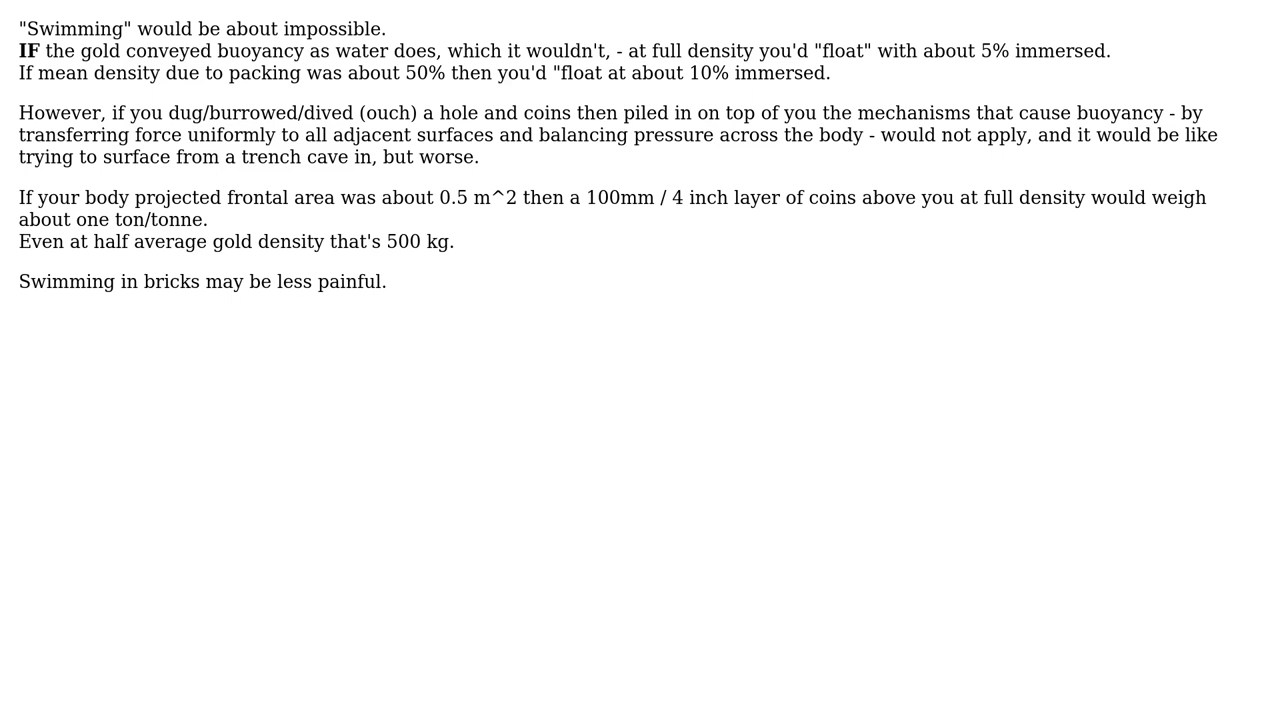 "Swimming" would be about impossible.
IF the gold conveyed buoyancy as water does, which it wouldn't, - at full density you'd "float" with about 5% immersed.
If mean density due to packing was about 50% then you'd "float at about 10% immersed.
However, if you dug/burrowed/dived (ouch) a hole and coins then piled in on top of you the mechanisms that cause buoyancy - by
transferring force uniformly to all adjacent surfaces and balancing pressure across the body - would not apply, and it would be like
trying to surface from a trench cave in, but worse.
If your body projected frontal area was about 0.5 m^2 then a 100mm / 4 inch layer of coins above you at full density would weigh
about one ton/tonne.
Even at half average gold density that's 500 kg.
Swimming in bricks may be less painful.